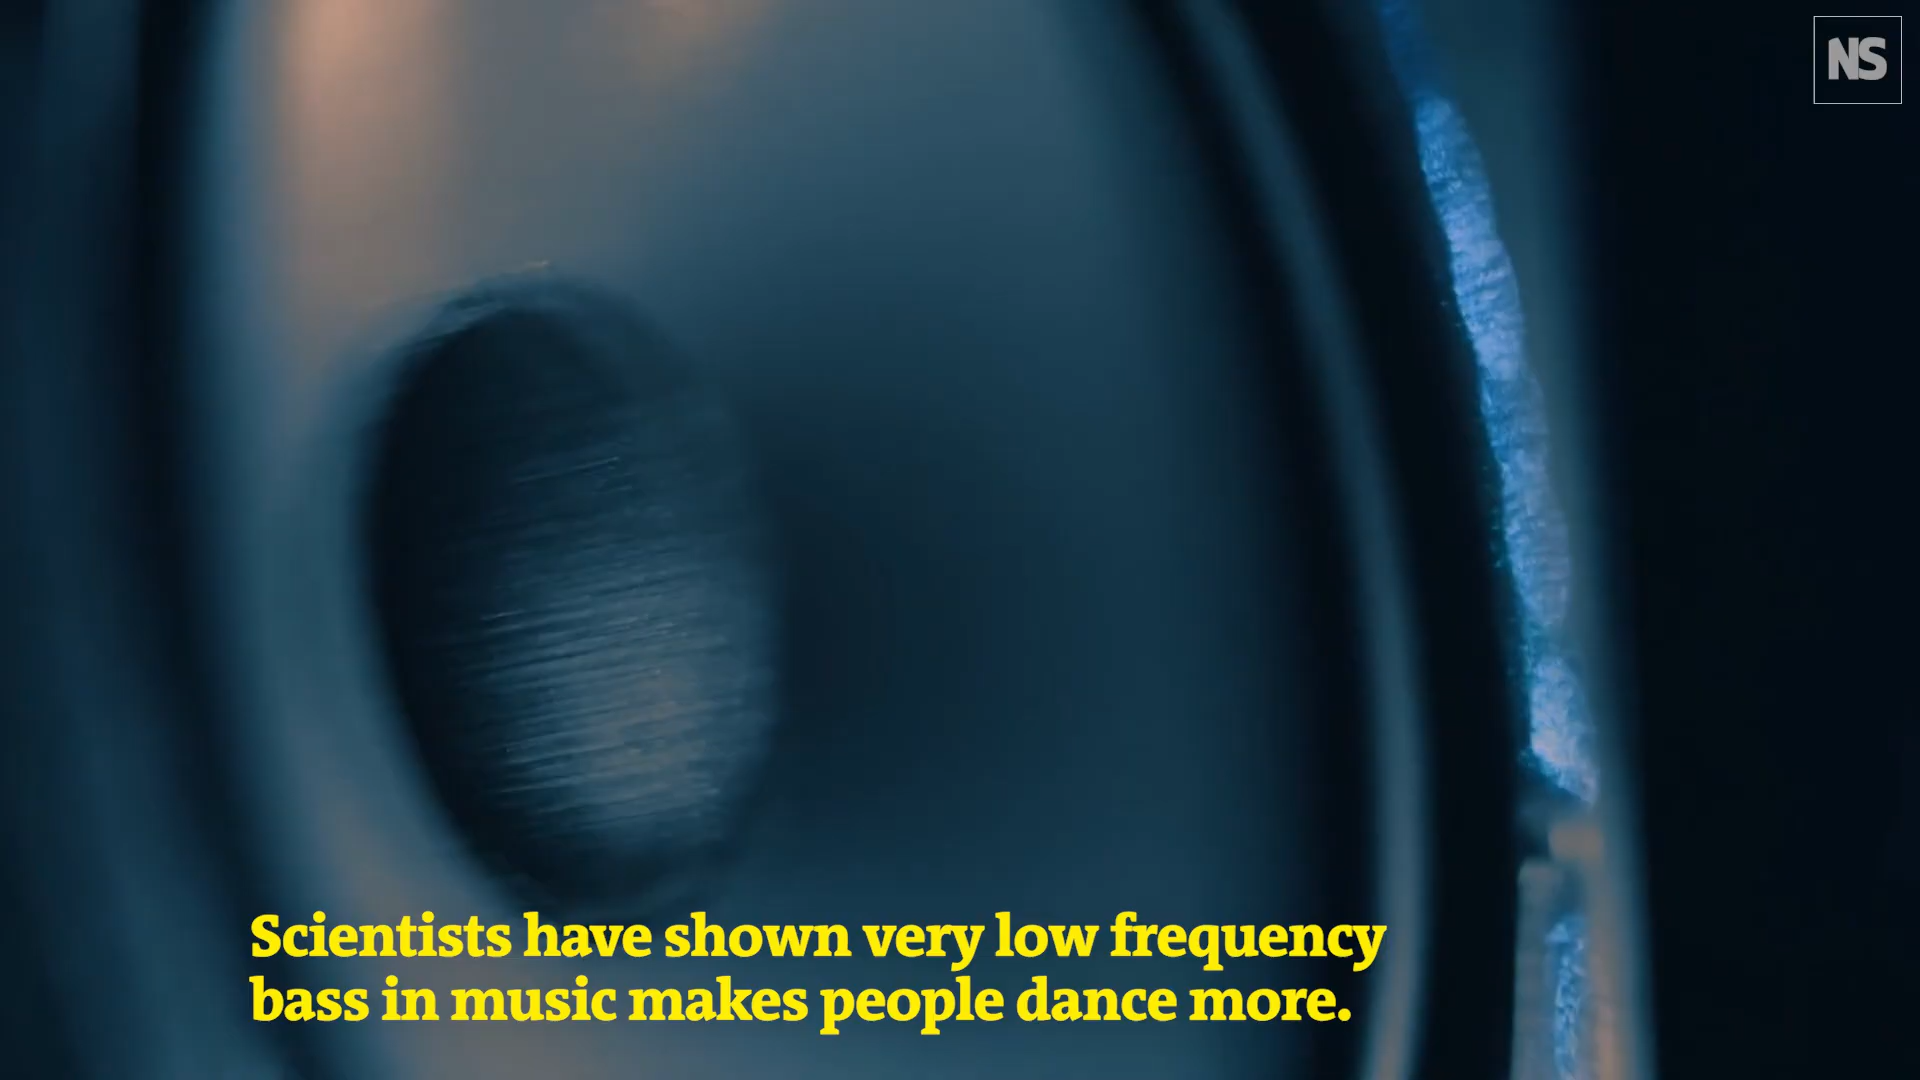 NS
Scientists have shown very low frequency
bass in music makes people dance more.